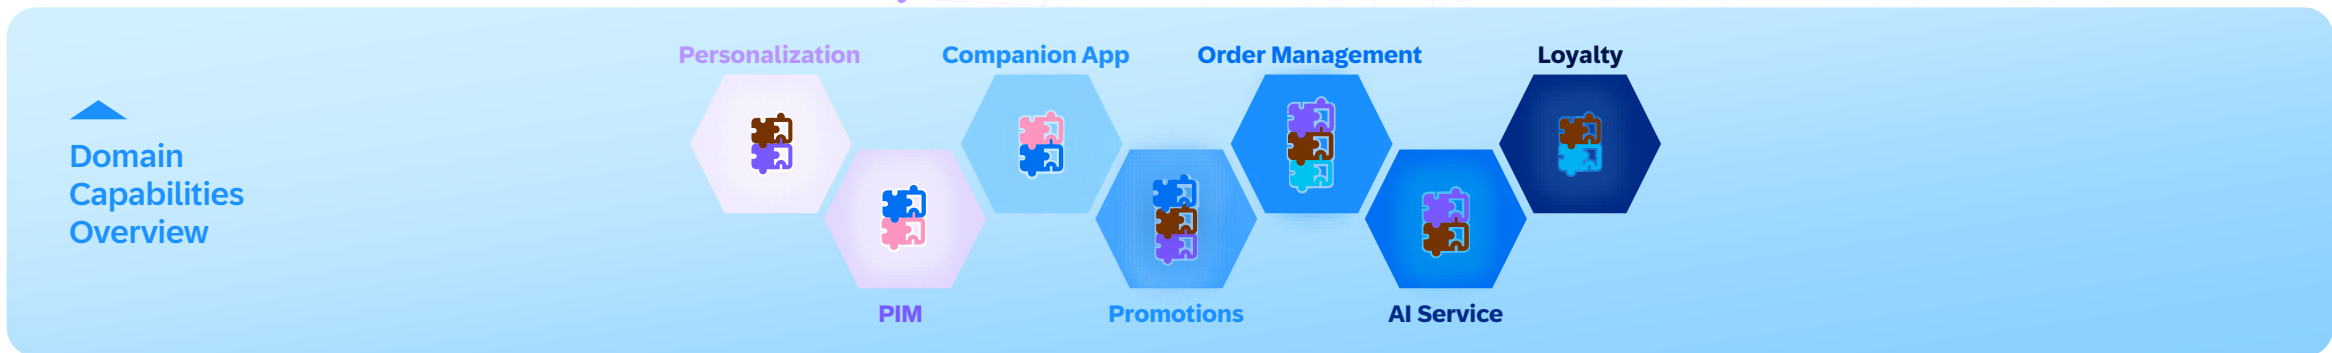 Domain
Capabilities
Overview
Personalization
Companion App
Order Management
Loyalty
PIM
Promotions
AI Service